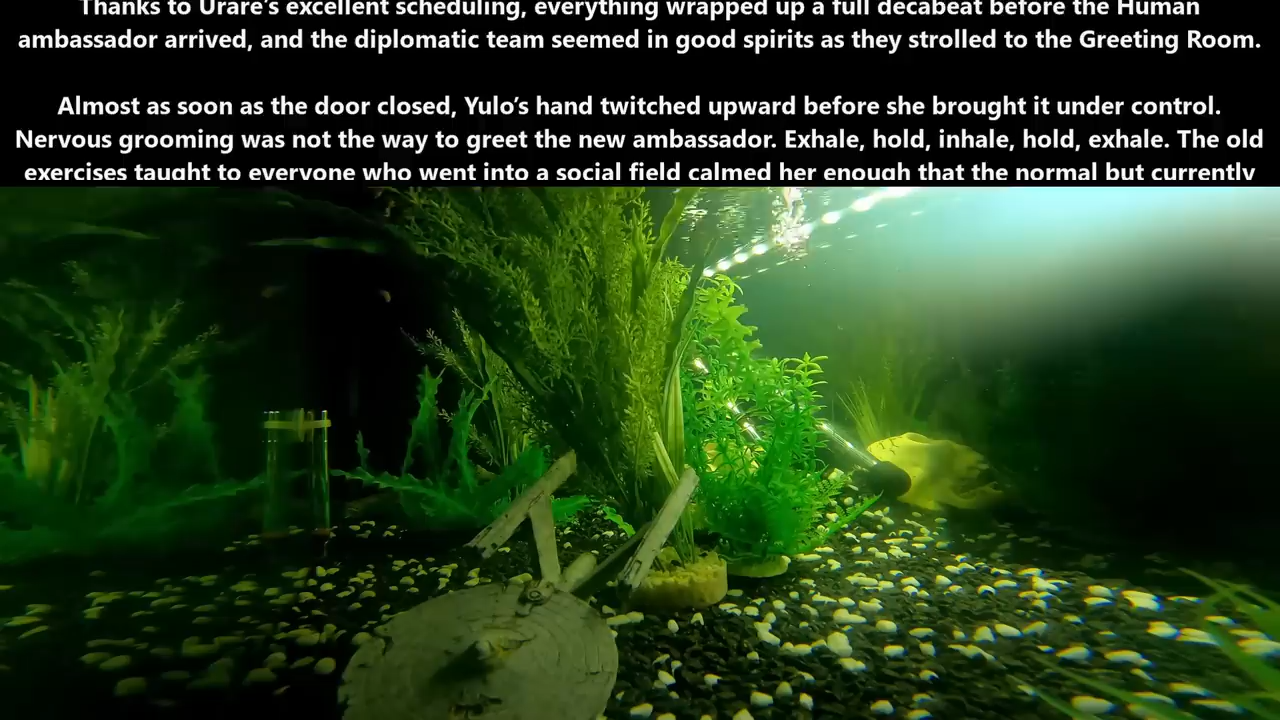 Thanks to Urare's excellent scheduling, everything wrapped up a full decabeat before the Human
ambassador arrived, and the diplomatic team seemed in good spirits as they strolled to the Greeting Room.
Almost as soon as the door closed, Yulo's hand twitched upward before she brought it under control.
Nervous grooming was not the way to greet the new ambassador. Exhale, hold, inhale, hold, exhale. The old
exercises taught to everyone who went into a social field calmed her enough that the normal but currently